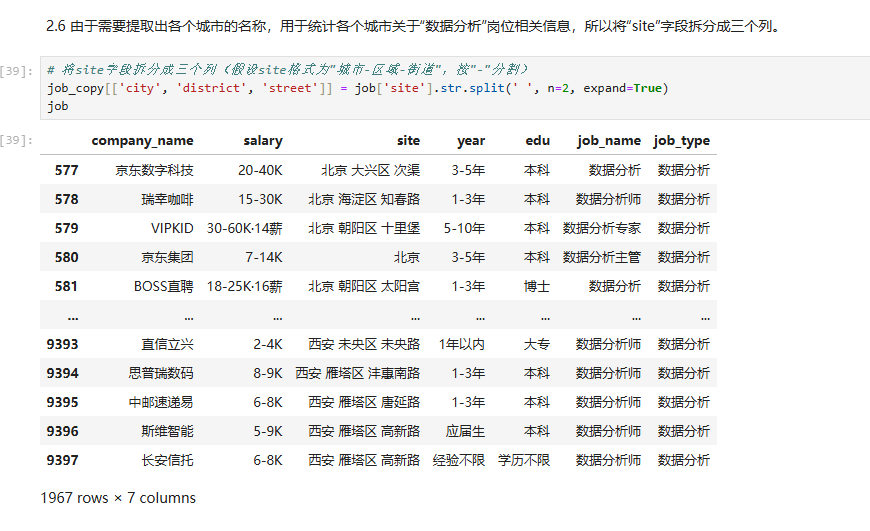 2.6 由于需要提取出各个城市的名称，用于统计各个城市关于“数据分析”岗位相关信息，所以将“site”字段拆分成三个列。
[39]: # 将site字段拆分成三个列（假设site格式为"城市-区域-街道"，按"-"分割）
job_copy[['city', 'district', 'street']] = job['site'].str.split(' ', n=2, expand=True)
job
[39]: company_name salary site year edu job_name job_type
577 京东数字科技 20-40K 北京 大兴区 次渠 3-5年 本科 数据分析 数据分析
578 瑞幸咖啡 15-30K 北京 海淀区 知春路 1-3年 本科 数据分析师 数据分析
579 VIPKID 30-60K·14薪 北京 朝阳区 十里堡 5-10年 本科 数据分析专家 数据分析
580 京东集团 7-14K 北京 3-5年 本科 数据分析主管 数据分析
581 BOSS直聘 18-25K·16薪 北京 朝阳区 太阳宫 1-3年 博士 数据分析 数据分析
... ... ... ... ... ... ... ...
9393 直信立兴 2-4K 西安 未央区 未央路 1年以内 大专 数据分析师 数据分析
9394 思普瑞数码 8-9K 西安 雁塔区 沣惠南路 1-3年 本科 数据分析师 数据分析
9395 中邮速递易 6-8K 西安 雁塔区 唐延路 1-3年 本科 数据分析师 数据分析
9396 斯维智能 5-9K 西安 雁塔区 高新路 应届生 本科 数据分析师 数据分析
9397 长安信托 6-8K 西安 雁塔区 高新路 经验不限 学历不限 数据分析师 数据分析
1967 rows × 7 columns